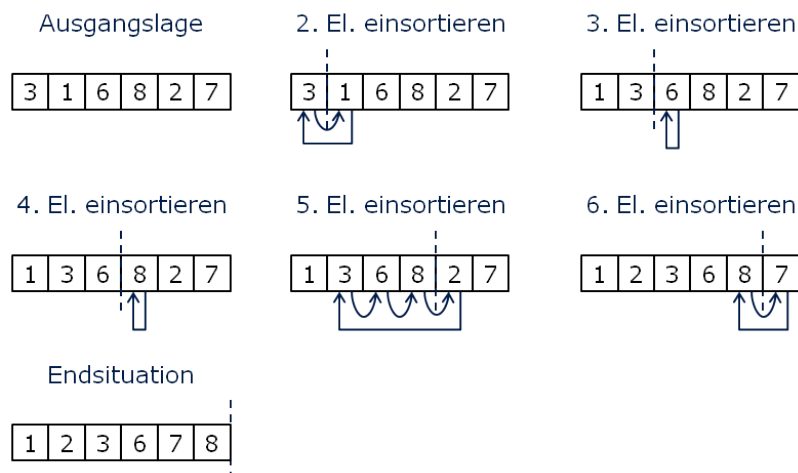 Ausgangslage
3 1 6 8 2 7
2. El. einsortieren
3 1 6 8 2 7
3. El. einsortieren
1 3 6 8 2 7
4. El. einsortieren
1 3 6 8 2 7
5. El. einsortieren
1 3 6 8 2 7
6. El. einsortieren
1 2 3 6 8 7
Endsituation
1 2 3 6 7 8